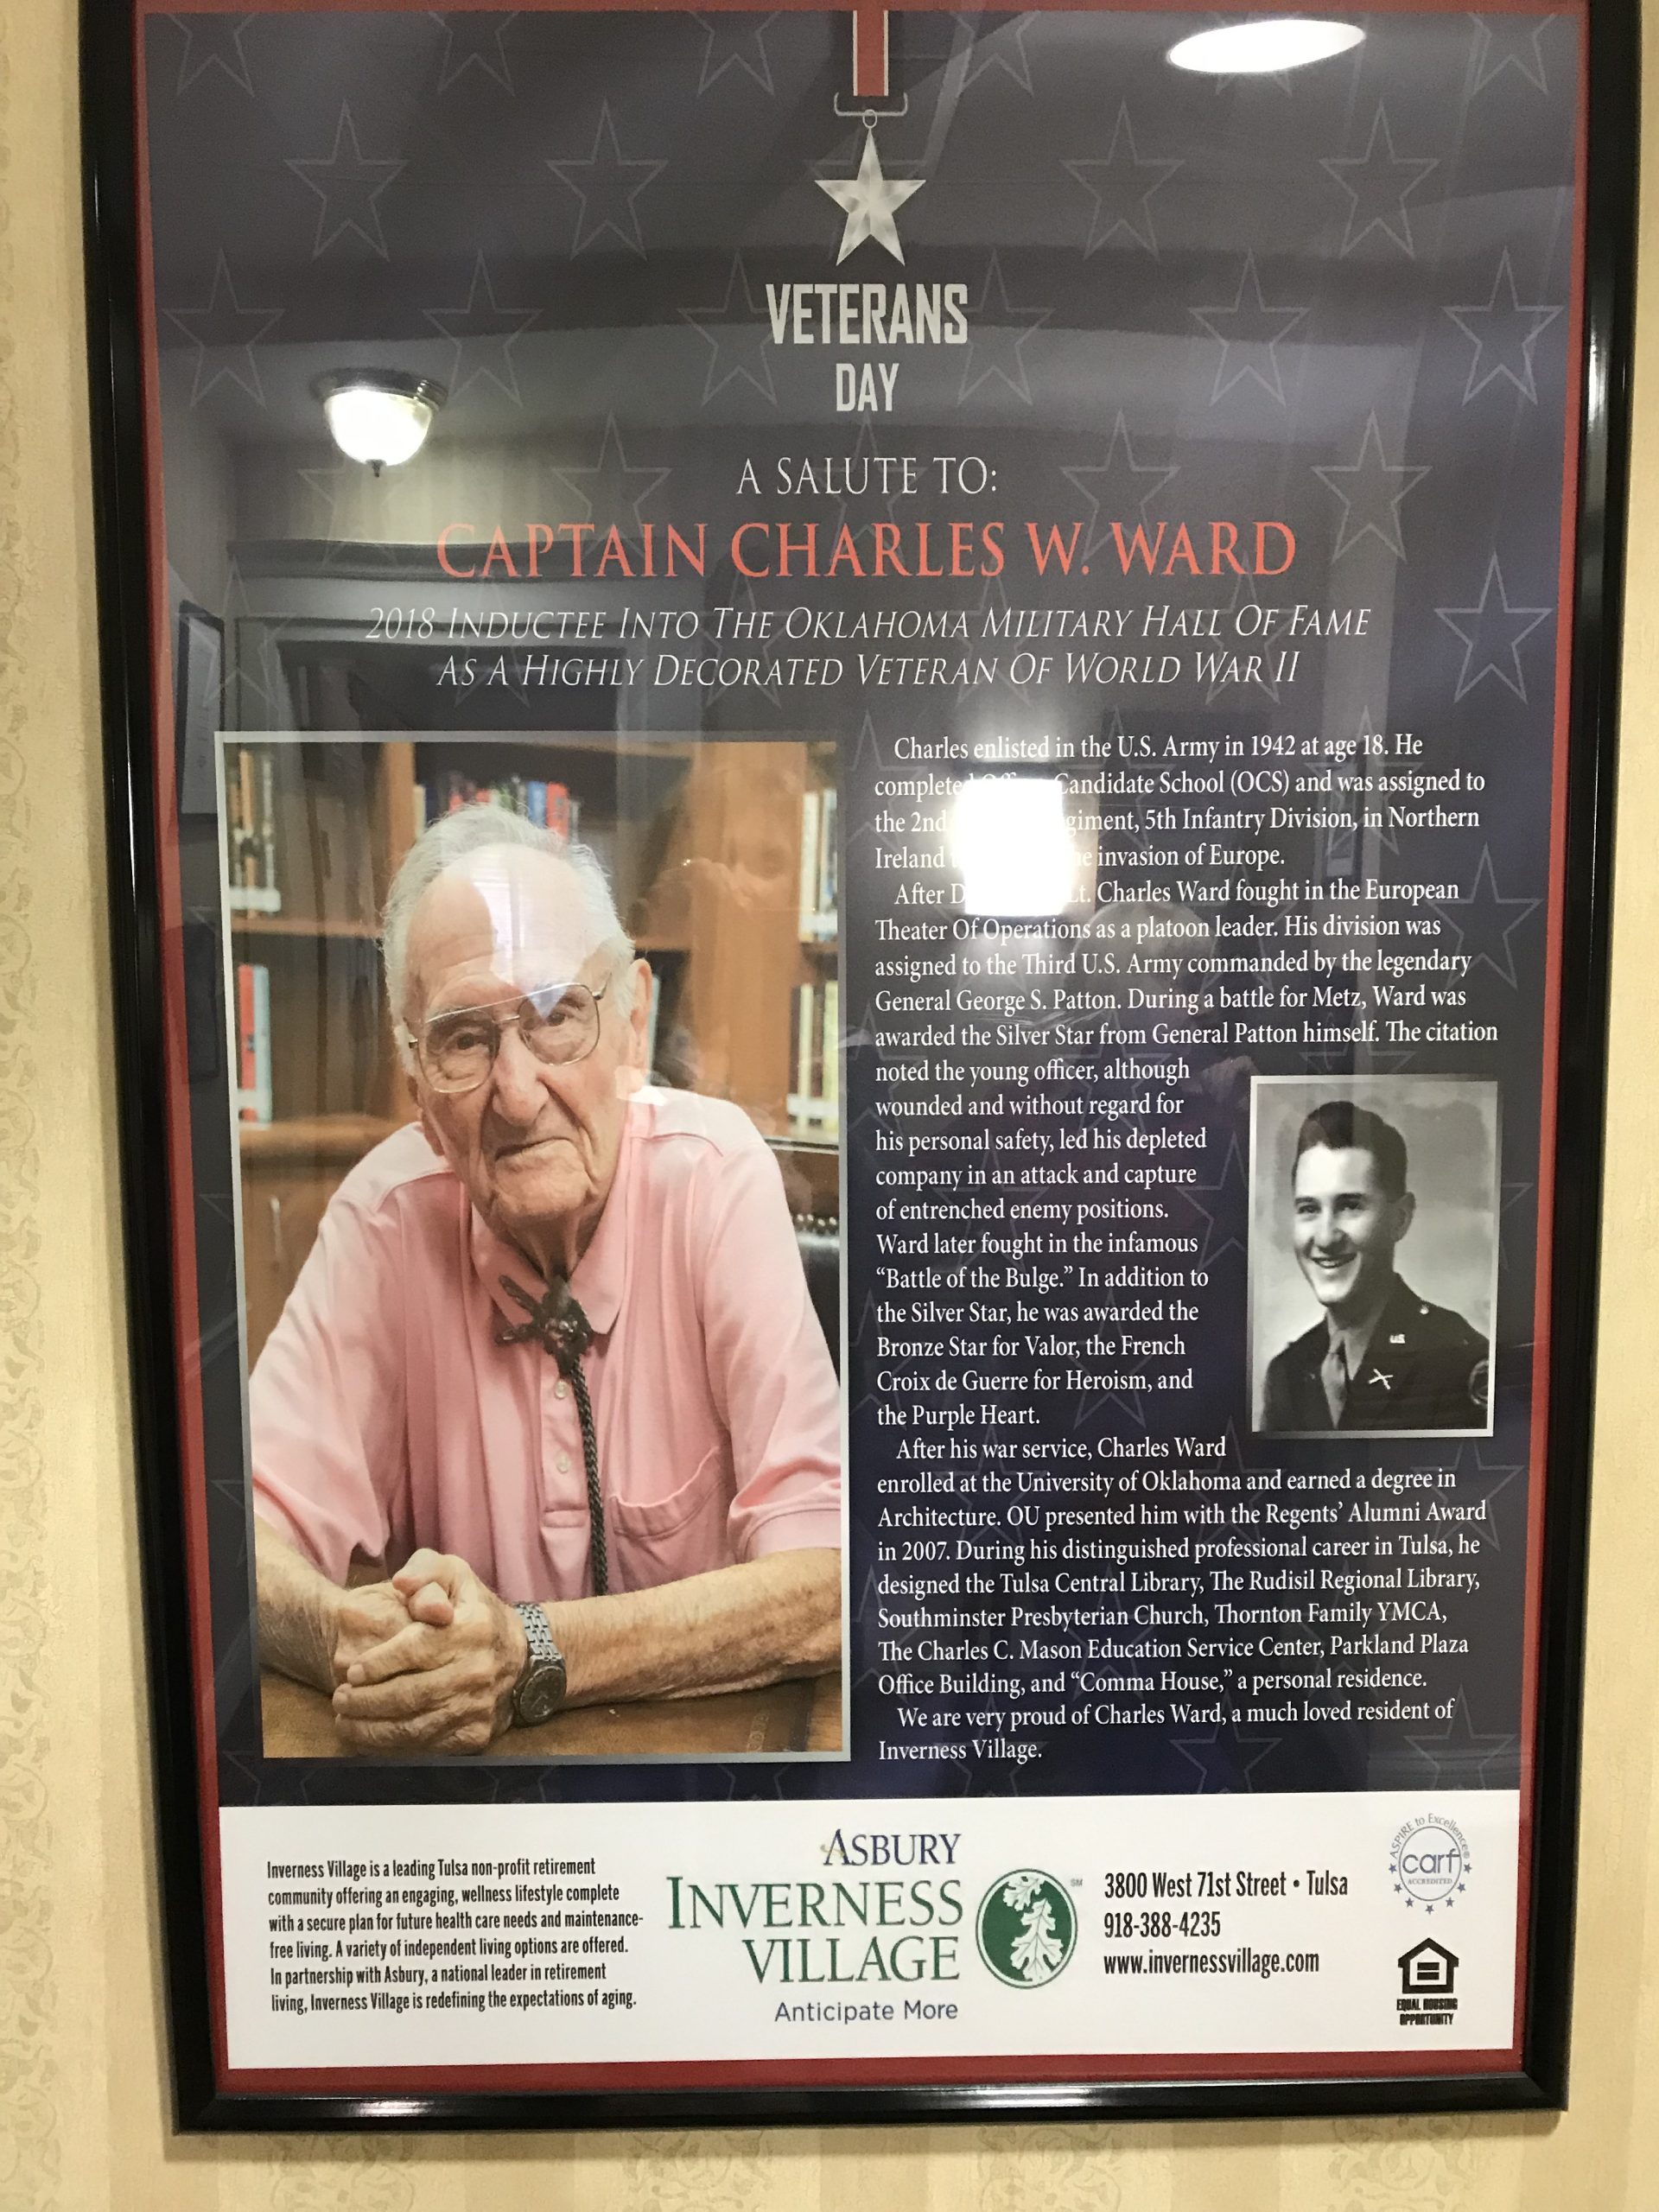 VETERANS
DAY
A SALUTE TO:
CAPTAIN CHARLES W. WARD
2018 INDUCTEE INTO THE OKLAHOMA MILITARY HALL OF FAME
AS A HIGHLY DECORATED VETERAN OF WORLD WAR II
Charles enlisted in the U.S. Army in 1942 at age 18. He
Candidate School (OCS) and was assigned to
the 2nd 5th Infantry Division, in Northern
Ireland invasion of Europe.
After Lt. Charles Ward fought in the European
Theater Of Operations as a platoon leader. His division was
assigned to the Third U.S. Army commanded by the legendary
General George S. Patton. During a battle for Metz, Ward was
awarded the Silver Star from General Patton himself. The citation
noted the young officer, although
wounded and without regard for
his personal safety, led his depleted
company in an attack and capture
of entrenched enemy positions.
Ward later fought in the infamous
“Battle of the Bulge.” In addition to
the Silver Star, he was awarded the
Bronze Star for Valor, the French
Croix de Guerre for Heroism, and
the Purple Heart.
US
After his war service, Charles Ward
enrolled at the University of Oklahoma and earned a degree in
Architecture. OU presented him with the Regents’ Alumni Award
in 2007. During his distinguished professional career in Tulsa, he
designed the Tulsa Central Library, The Rudisil Regional Library,
Southminster Presbyterian Church, Thornton Family YMCA,
The Charles C. Mason Education Service Center, Parkland Plaza
Office Building, and “Comma House,” a personal residence.
We are very proud of Charles Ward, a much loved resident of
Inverness Village.
Inverness Village is a leading Tulsa non-profit retirement
community offering an engaging, wellness lifestyle complete
with a secure plan for future health care needs and maintenance-
free living. A variety of independent living options are offered.
In partnership with Asbury, a national leader in retirement
living, Inverness Village is redefining the expectations of aging.
ASBURY
INVERNESS
VILLAGE
SM
Anticipate More
3800 West 71st Street • Tulsa
918-388-4235
www.invernessvillage.com
ASPIRE to Excellence®
carf
ACCREDITED
EQUAL HOUSING
OPPORTUNITY